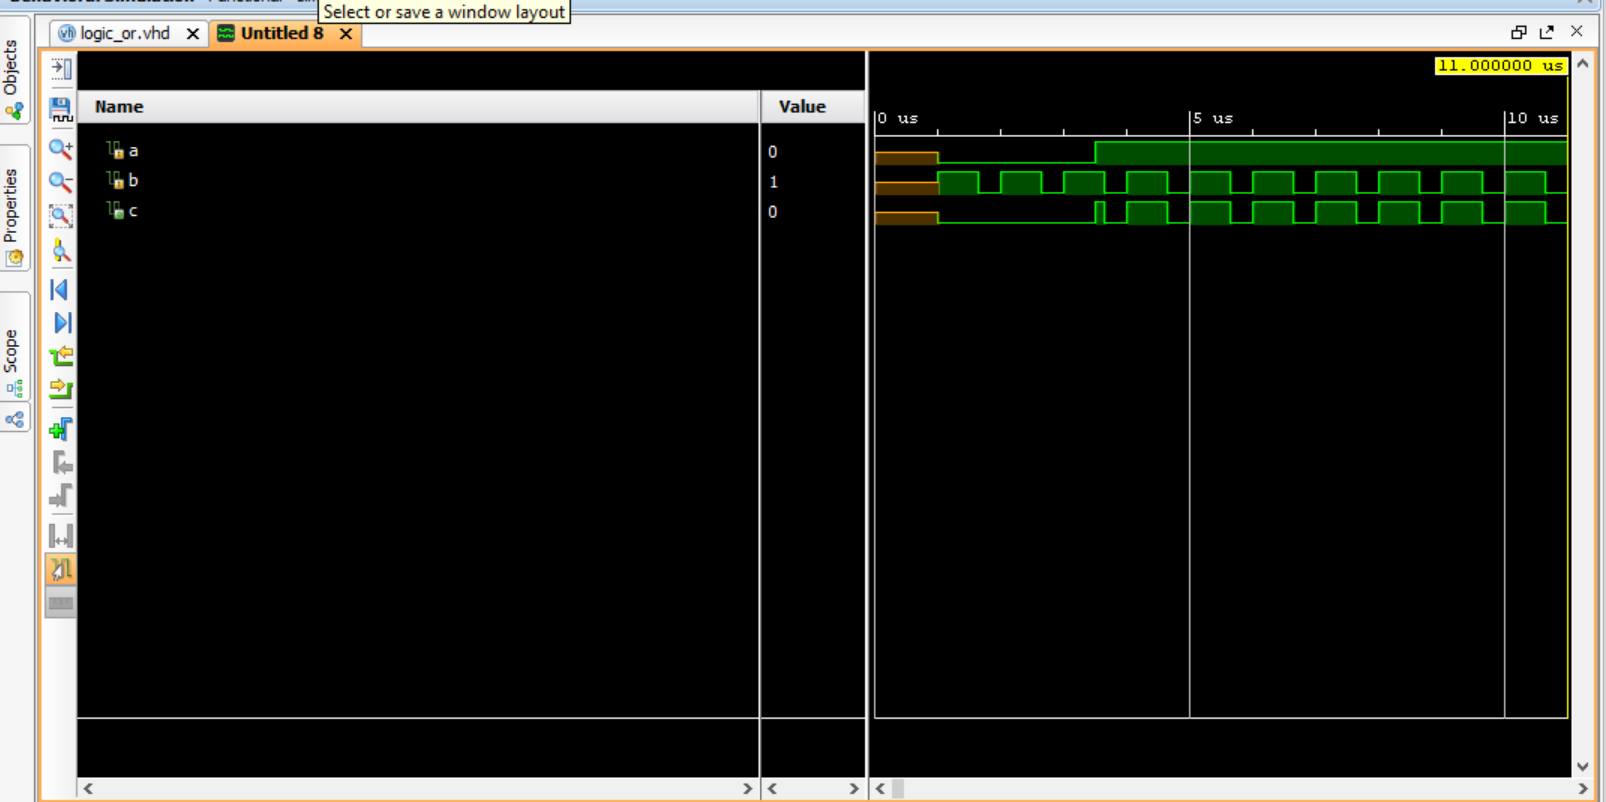 Behavioral Simulation - Functional
Select or save a window layout
logic_or.vhd
Untitled 8
Objects
Properties
Scope
11.000000 us
Name
Value
0 us
5 us
10 us
a
0
b
1
c
0